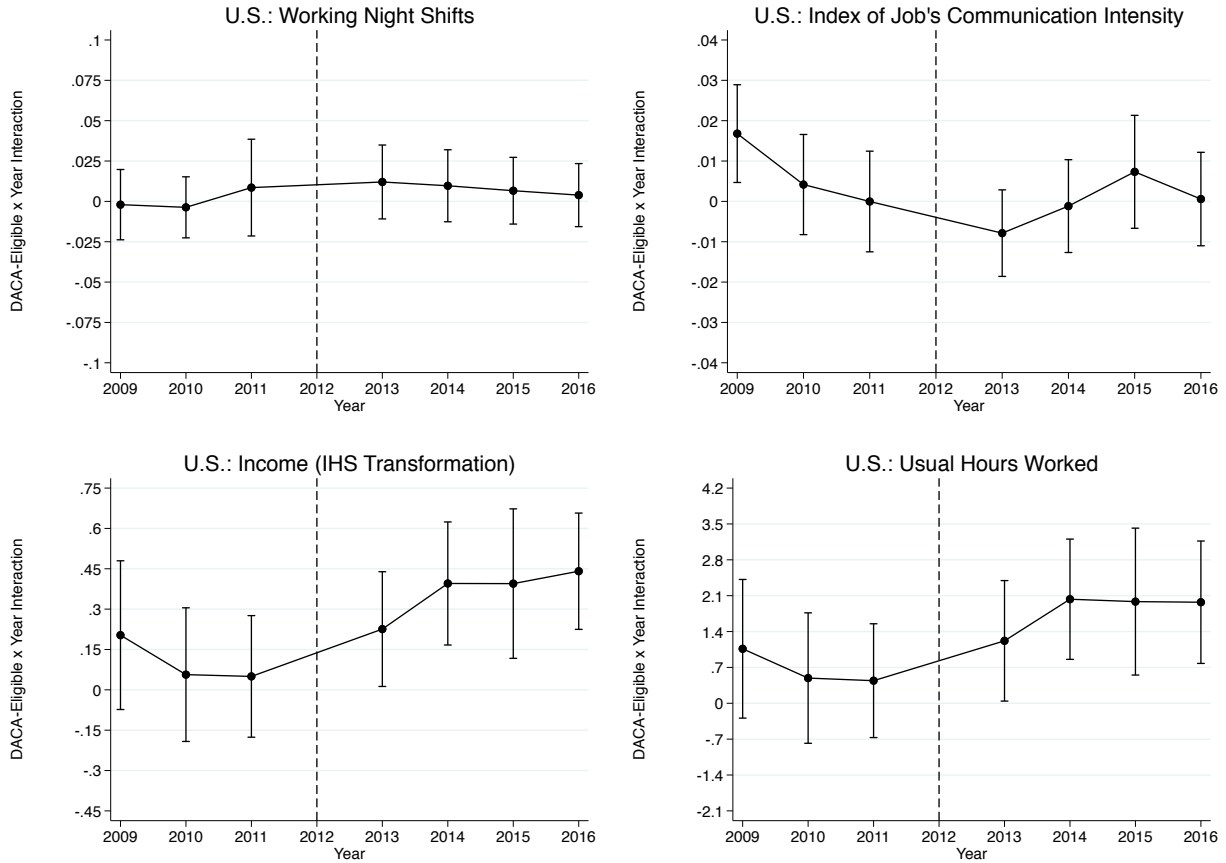 U.S.: Working Night Shifts
DACA-Eligible x Year Interaction
.1
.075
.05
.025
0
-.025
-.05
-.075
-.1
2009 2010 2011 2012 2013 2014 2015 2016
Year
U.S.: Index of Job's Communication Intensity
DACA-Eligible x Year Interaction
.04
.03
.02
.01
0
-.01
-.02
-.03
-.04
2009 2010 2011 2012 2013 2014 2015 2016
Year
U.S.: Income (IHS Transformation)
DACA-Eligible x Year Interaction
.75
.6
.45
.3
.15
0
-.15
-.3
-.45
2009 2010 2011 2012 2013 2014 2015 2016
Year
U.S.: Usual Hours Worked
DACA-Eligible x Year Interaction
4.2
3.5
2.8
2.1
1.4
.7
0
-.7
-1.4
-2.1
2009 2010 2011 2012 2013 2014 2015 2016
Year